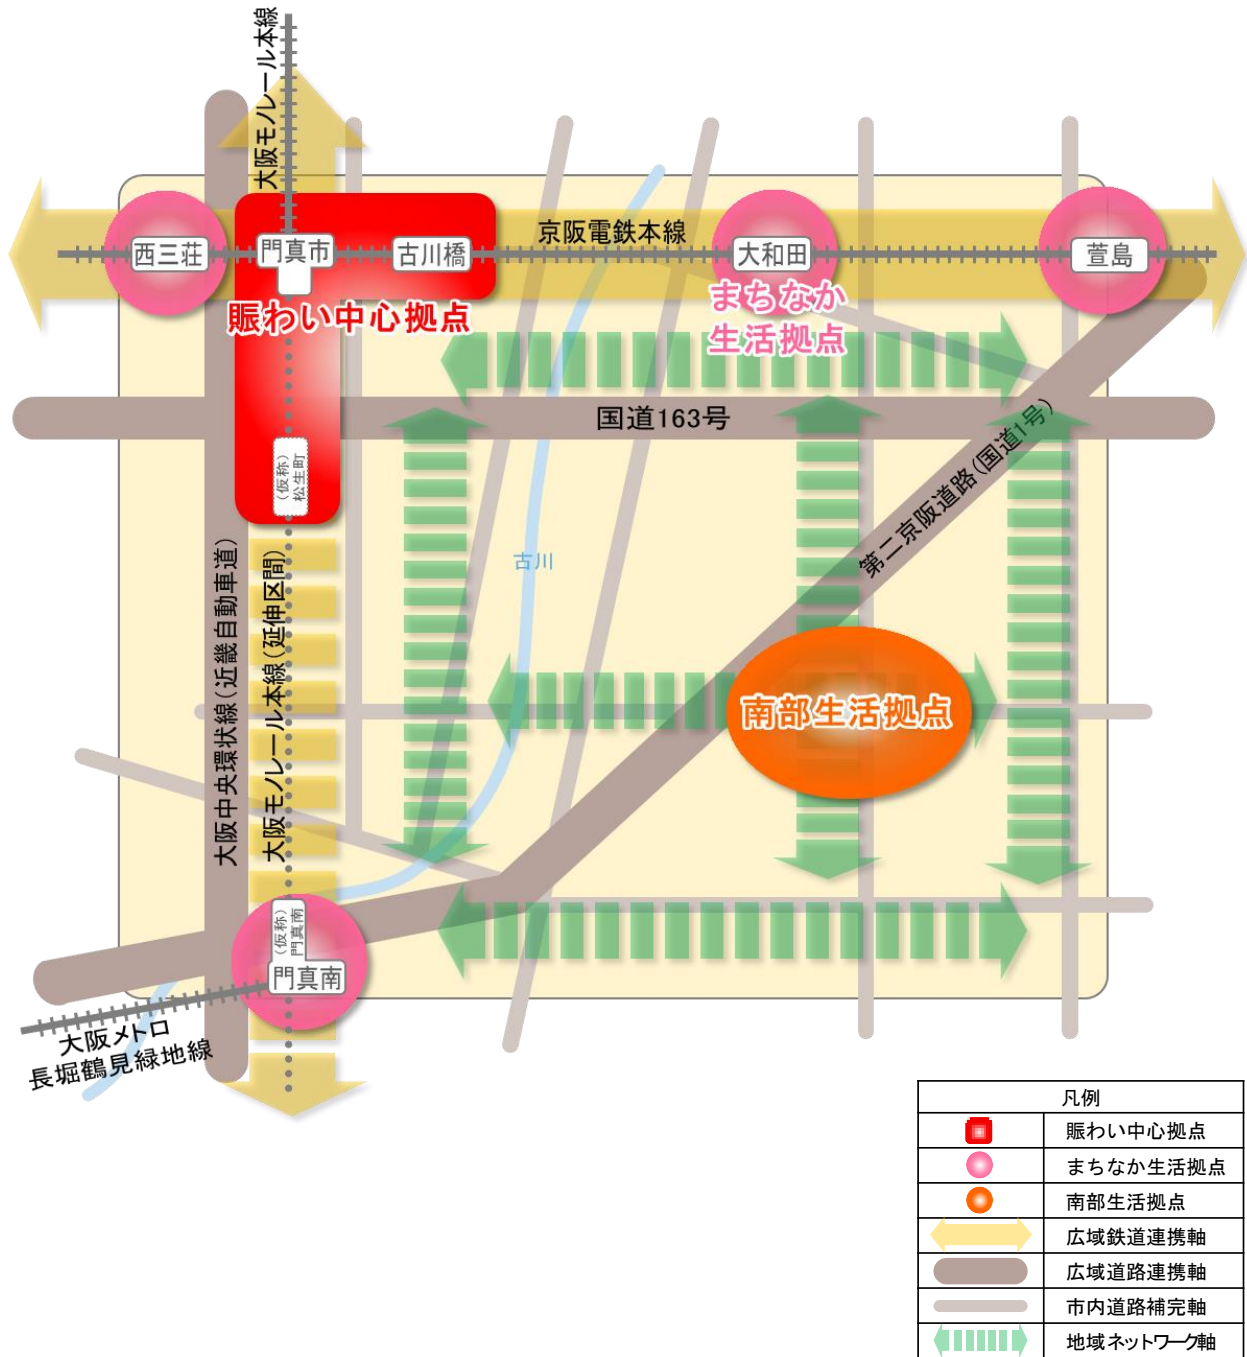 大阪モノレール本線
京阪電鉄本線
西三荘
門真市
古川橋
大和田
萱島
賑わい中心拠点
まちなか
生活拠点
国道163号
(仮称)
松生町
第二京阪道路(国道1号)
古川
大阪中央環状線(近畿自動車道)
大阪モノレール本線(延伸区間)
南部生活拠点
(仮称)
門真南
門真南
大阪メトロ
長堀鶴見緑地線
凡例
賑わい中心拠点
まちなか生活拠点
南部生活拠点
広域鉄道連携軸
広域道路連携軸
市内道路補完軸
地域ネットワーク軸